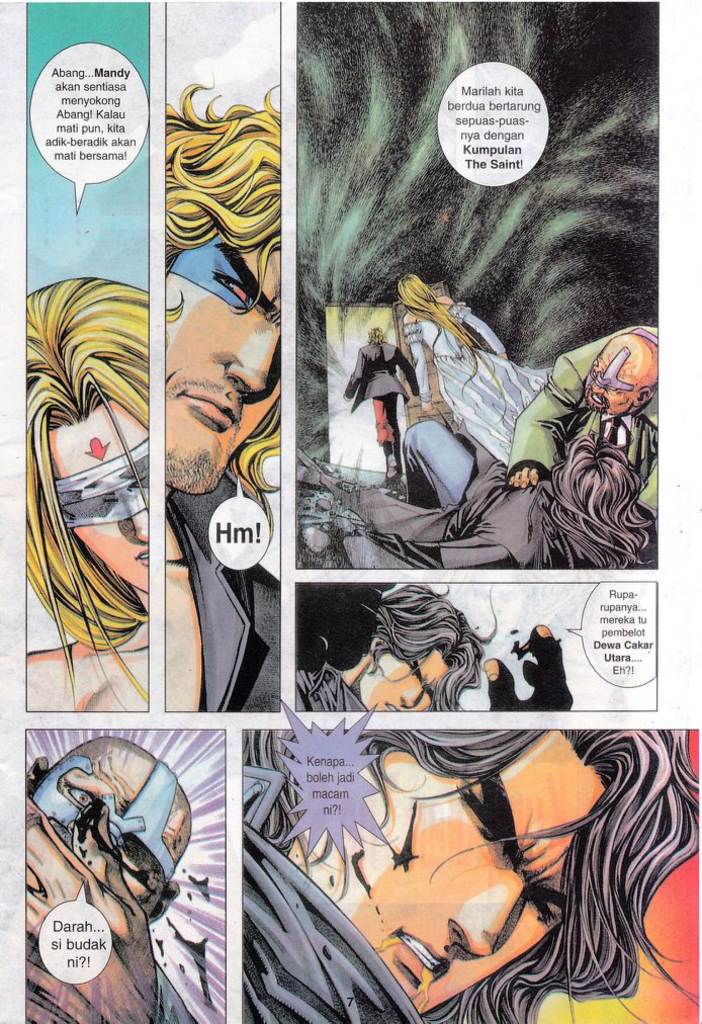 Abang...Mandy
akan sentiasa
menyokong
Abang! Kalau
mati pun, kita
adik-beradik akan
mati bersama!
Hm!
Marilah kita
berdua bertarung
sepuas-puas-
nya dengan
Kumpulan
The Saint!
Rupa-
rupanya...
mereka tu
pembelot
Dewa Cakar
Utara....
Eh?!
Darah...
si budak
ni?!
Kenapa...
boleh jadi
macam
ni?!
7